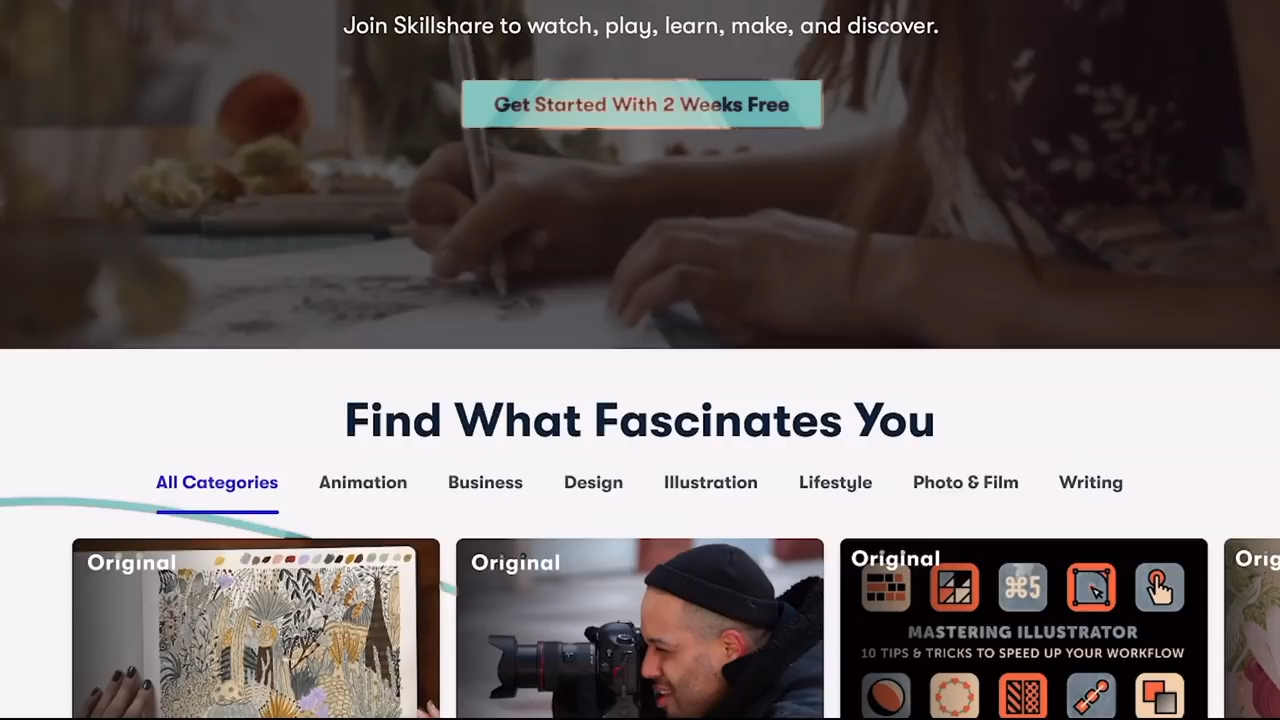 Join Skillshare to watch, play, learn, make, and discover.
Get Started With 2 Weeks Free
Find What Fascinates You
All Categories Animation Business Design Illustration Lifestyle Photo & Film Writing
Original Original Original
⌘5
MASTERING ILLUSTRATOR
10 TIPS & TRICKS TO SPEED UP YOUR WORKFLOW